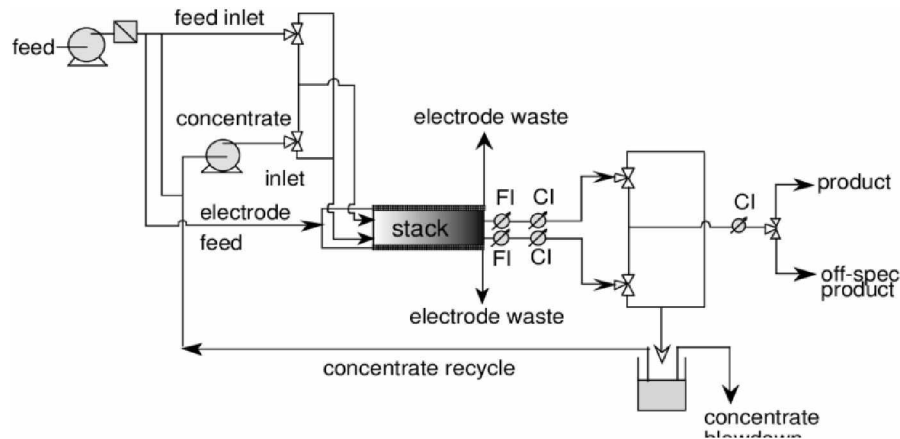 feed inlet
feed
concentrate
inlet
electrode waste
electrode
feed
stack
FI
CI
FI
CI
CI
product
off-spec
product
electrode waste
concentrate recycle
concentrate
blowdown